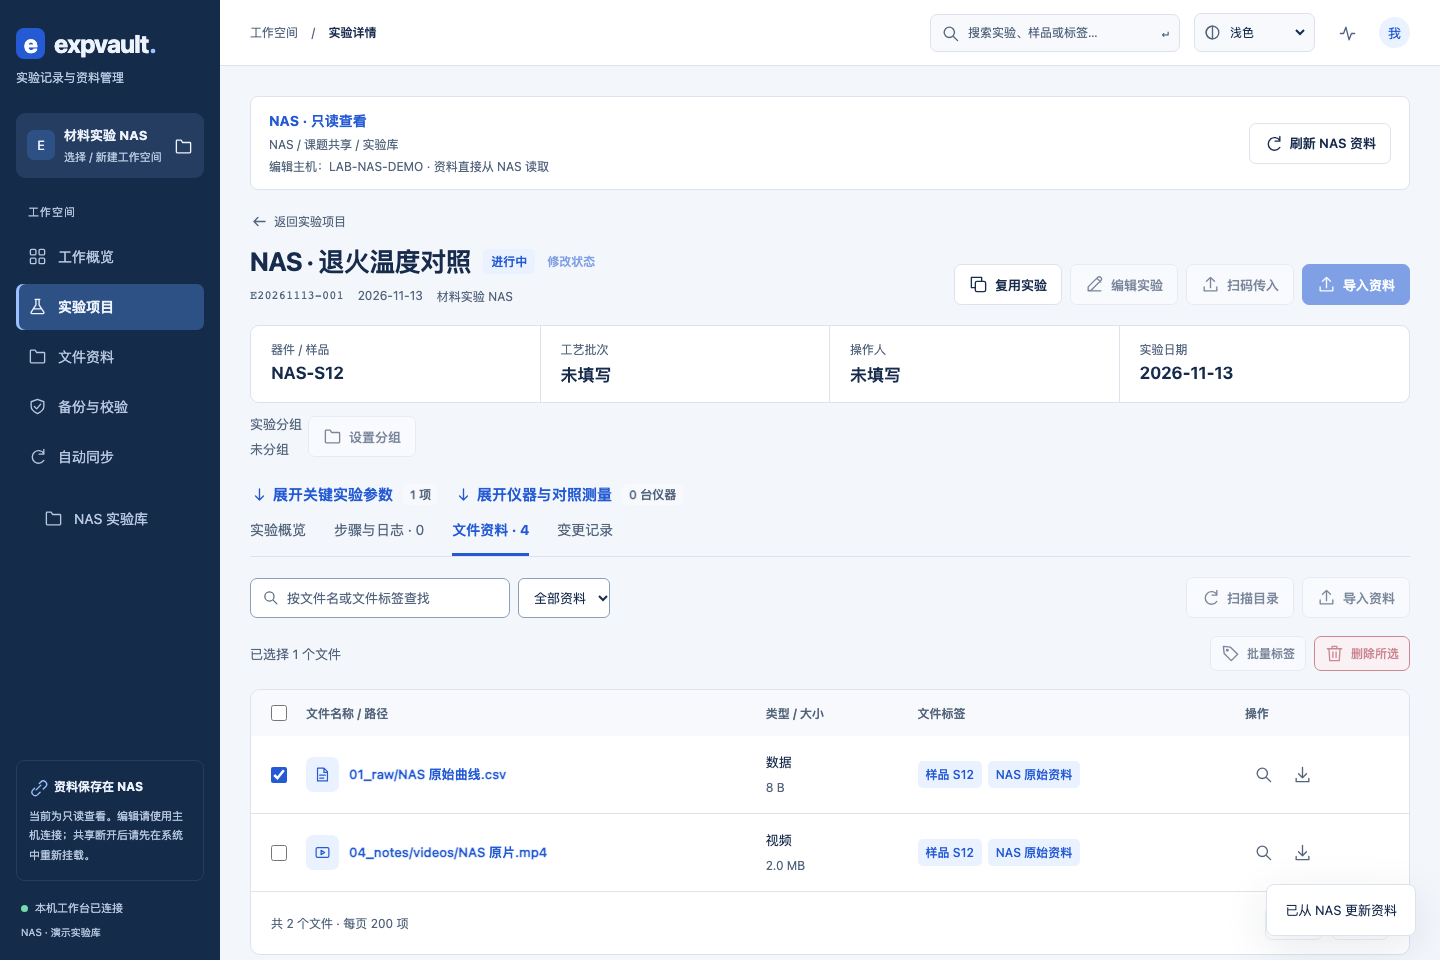 e expvault.
实验记录与资料管理
E
材料实验 NAS
选择 / 新建工作空间
工作空间
工作概览
实验项目
文件资料
备份与校验
自动同步
NAS 实验库
资料保存在 NAS
当前为只读查看。编辑请使用主
机连接；共享断开后请先在系统
中重新挂载。
本机工作台已连接
NAS · 演示实验库
工作空间 / 实验详情
搜索实验、样品或标签...
浅色
我
NAS · 只读查看
NAS / 课题共享 / 实验库
编辑主机：LAB-NAS-DEMO · 资料直接从 NAS 读取
刷新 NAS 资料
返回实验项目
NAS · 退火温度对照 进行中 修改状态
E20261113-001 2026-11-13 材料实验 NAS
复用实验 编辑实验 扫码传入 导入资料
器件 / 样品
NAS-S12
工艺批次
未填写
操作人
未填写
实验日期
2026-11-13
实验分组
未分组
设置分组
展开关键实验参数 1 项 展开仪器与对照测量 0 台仪器
实验概览 步骤与日志 · 0 文件资料 · 4 变更记录
按文件名或文件标签查找 全部资料 扫描目录 导入资料
已选择 1 个文件 批量标签 删除所选
文件名称 / 路径 类型 / 大小 文件标签 操作
01_raw/NAS 原始曲线.csv
数据
8 B
样品 S12 NAS 原始资料
04_notes/videos/NAS 原片.mp4
视频
2.0 MB
样品 S12 NAS 原始资料
共 2 个文件 · 每页 200 项
已从 NAS 更新资料